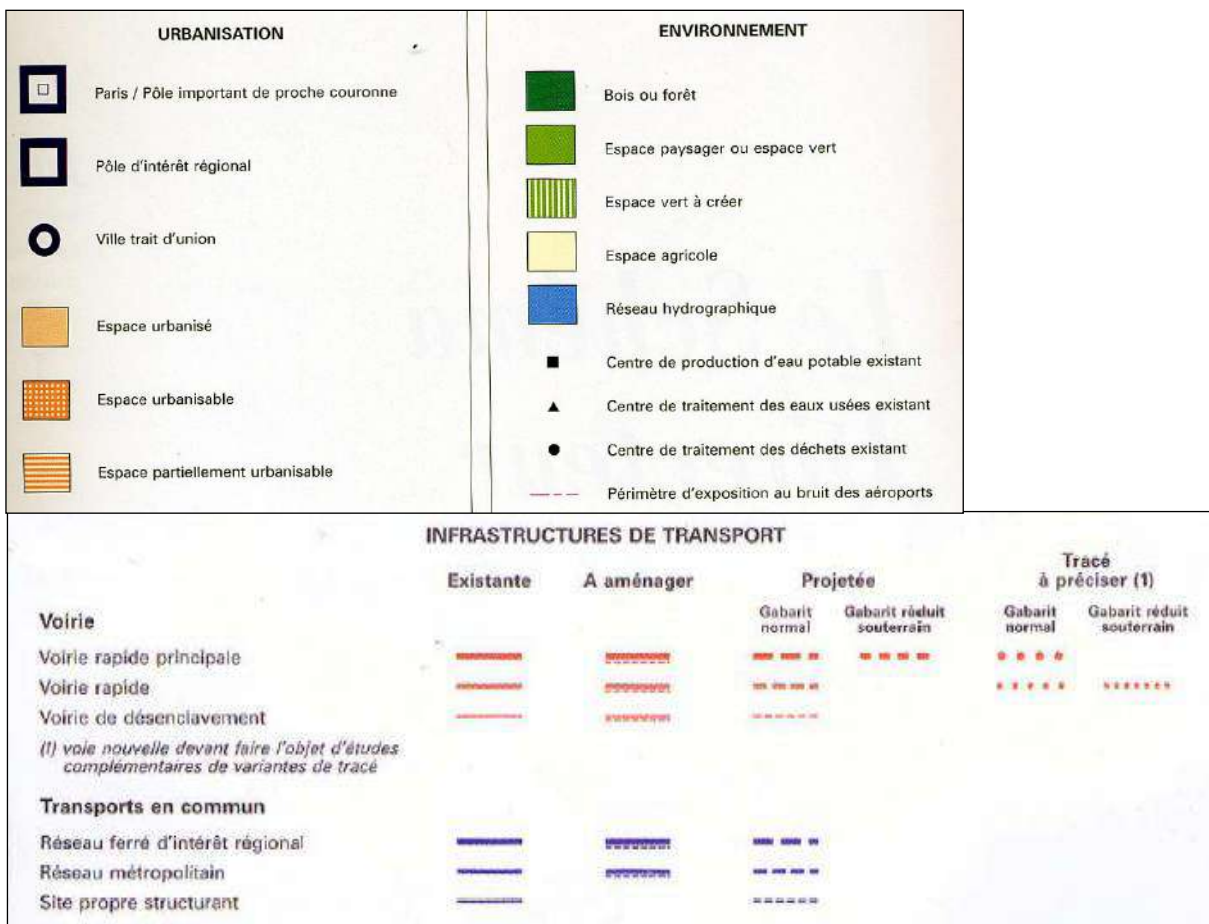 URBANISATION
Paris / Pôle important de proche couronne
Pôle d'intérêt régional
Ville trait d'union
Espace urbanisé
Espace urbanisable
Espace partiellement urbanisable
ENVIRONNEMENT
Bois ou forêt
Espace paysager ou espace vert
Espace vert à créer
Espace agricole
Réseau hydrographique
Centre de production d'eau potable existant
Centre de traitement des eaux usées existant
Centre de traitement des déchets existant
Périmètre d'exposition au bruit des aéroports
INFRASTRUCTURES DE TRANSPORT
Existante A aménager Projetée Tracé
à préciser (1)
Gabarit normal Gabarit réduit souterrain Gabarit normal Gabarit réduit souterrain
Voirie
Voirie rapide principale
Voirie rapide
Voirie de désenclavement
(1) voie nouvelle devant faire l'objet d'études
complémentaires de variantes de tracé
Transports en commun
Réseau ferré d'intérêt régional
Réseau métropolitain
Site propre structurant